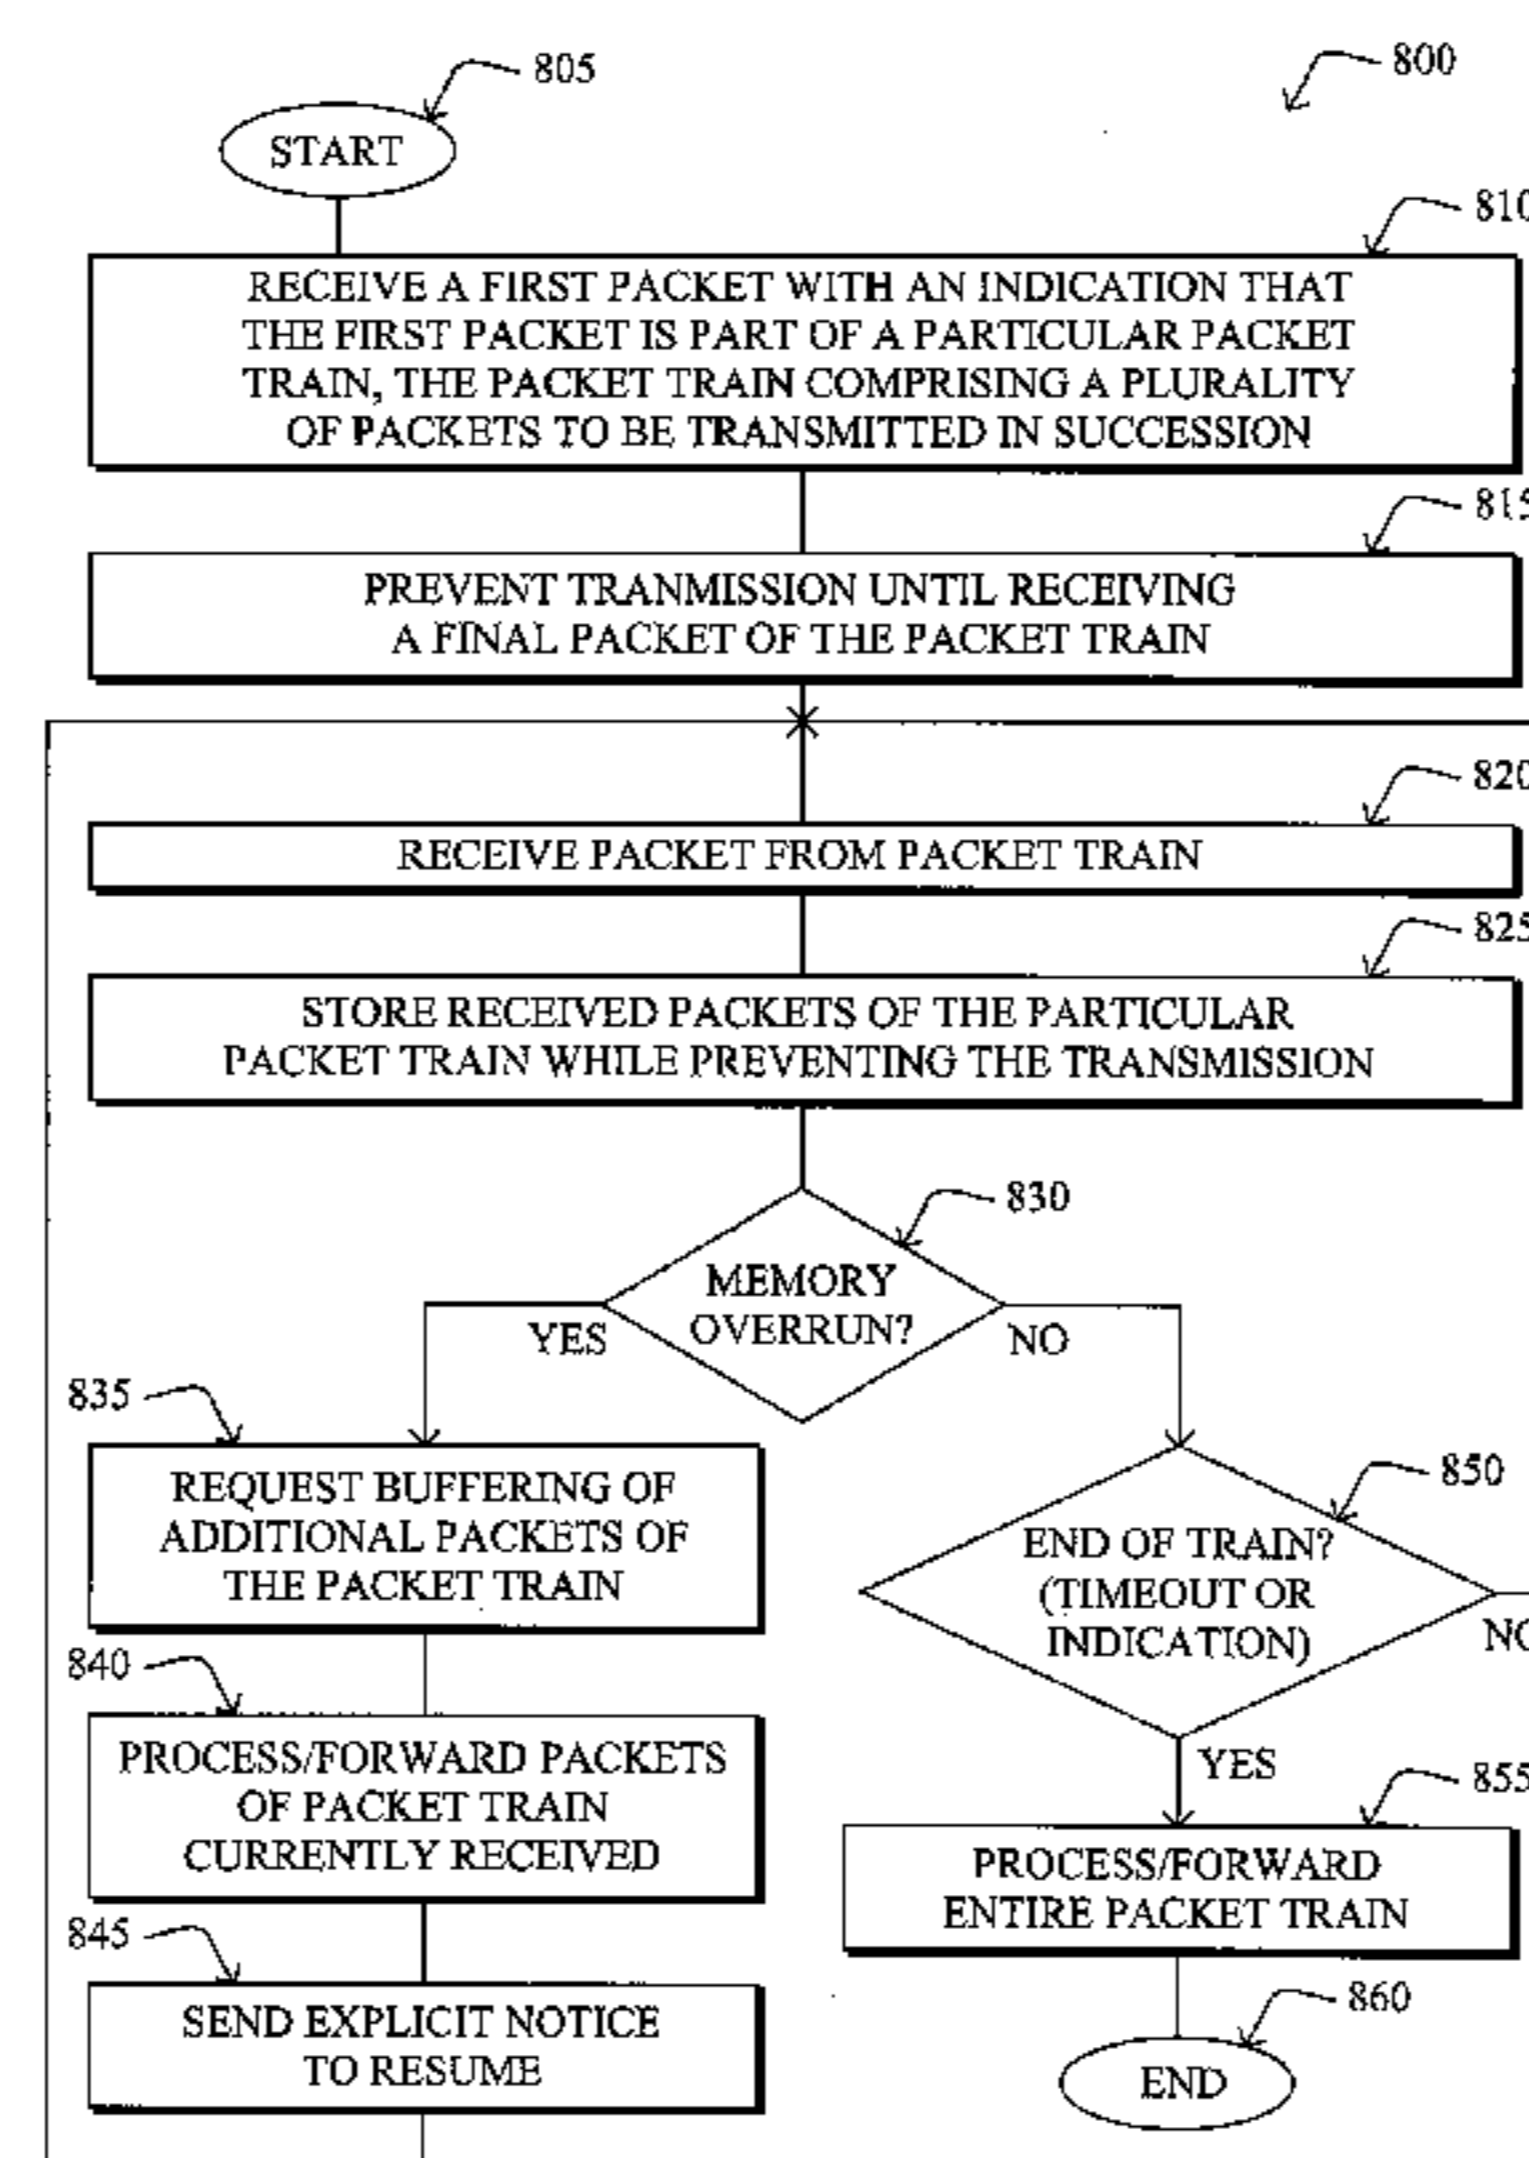 805
800
START
810
RECEIVE A FIRST PACKET WITH AN INDICATION THAT
THE FIRST PACKET IS PART OF A PARTICULAR PACKET
TRAIN, THE PACKET TRAIN COMPRISING A PLURALITY
OF PACKETS TO BE TRANSMITTED IN SUCCESSION
815
PREVENT TRANMISSION UNTIL RECEIVING
A FINAL PACKET OF THE PACKET TRAIN
820
RECEIVE PACKET FROM PACKET TRAIN
825
STORE RECEIVED PACKETS OF THE PARTICULAR
PACKET TRAIN WHILE PREVENTING THE TRANSMISSION
830
MEMORY
OVERRUN?
YES
NO
835
REQUEST BUFFERING OF
ADDITIONAL PACKETS OF
THE PACKET TRAIN
850
END OF TRAIN?
(TIMEOUT OR
INDICATION)
NO
840
PROCESS/FORWARD PACKETS
OF PACKET TRAIN
CURRENTLY RECEIVED
YES
855
PROCESS/FORWARD
ENTIRE PACKET TRAIN
845
SEND EXPLICIT NOTICE
TO RESUME
860
END